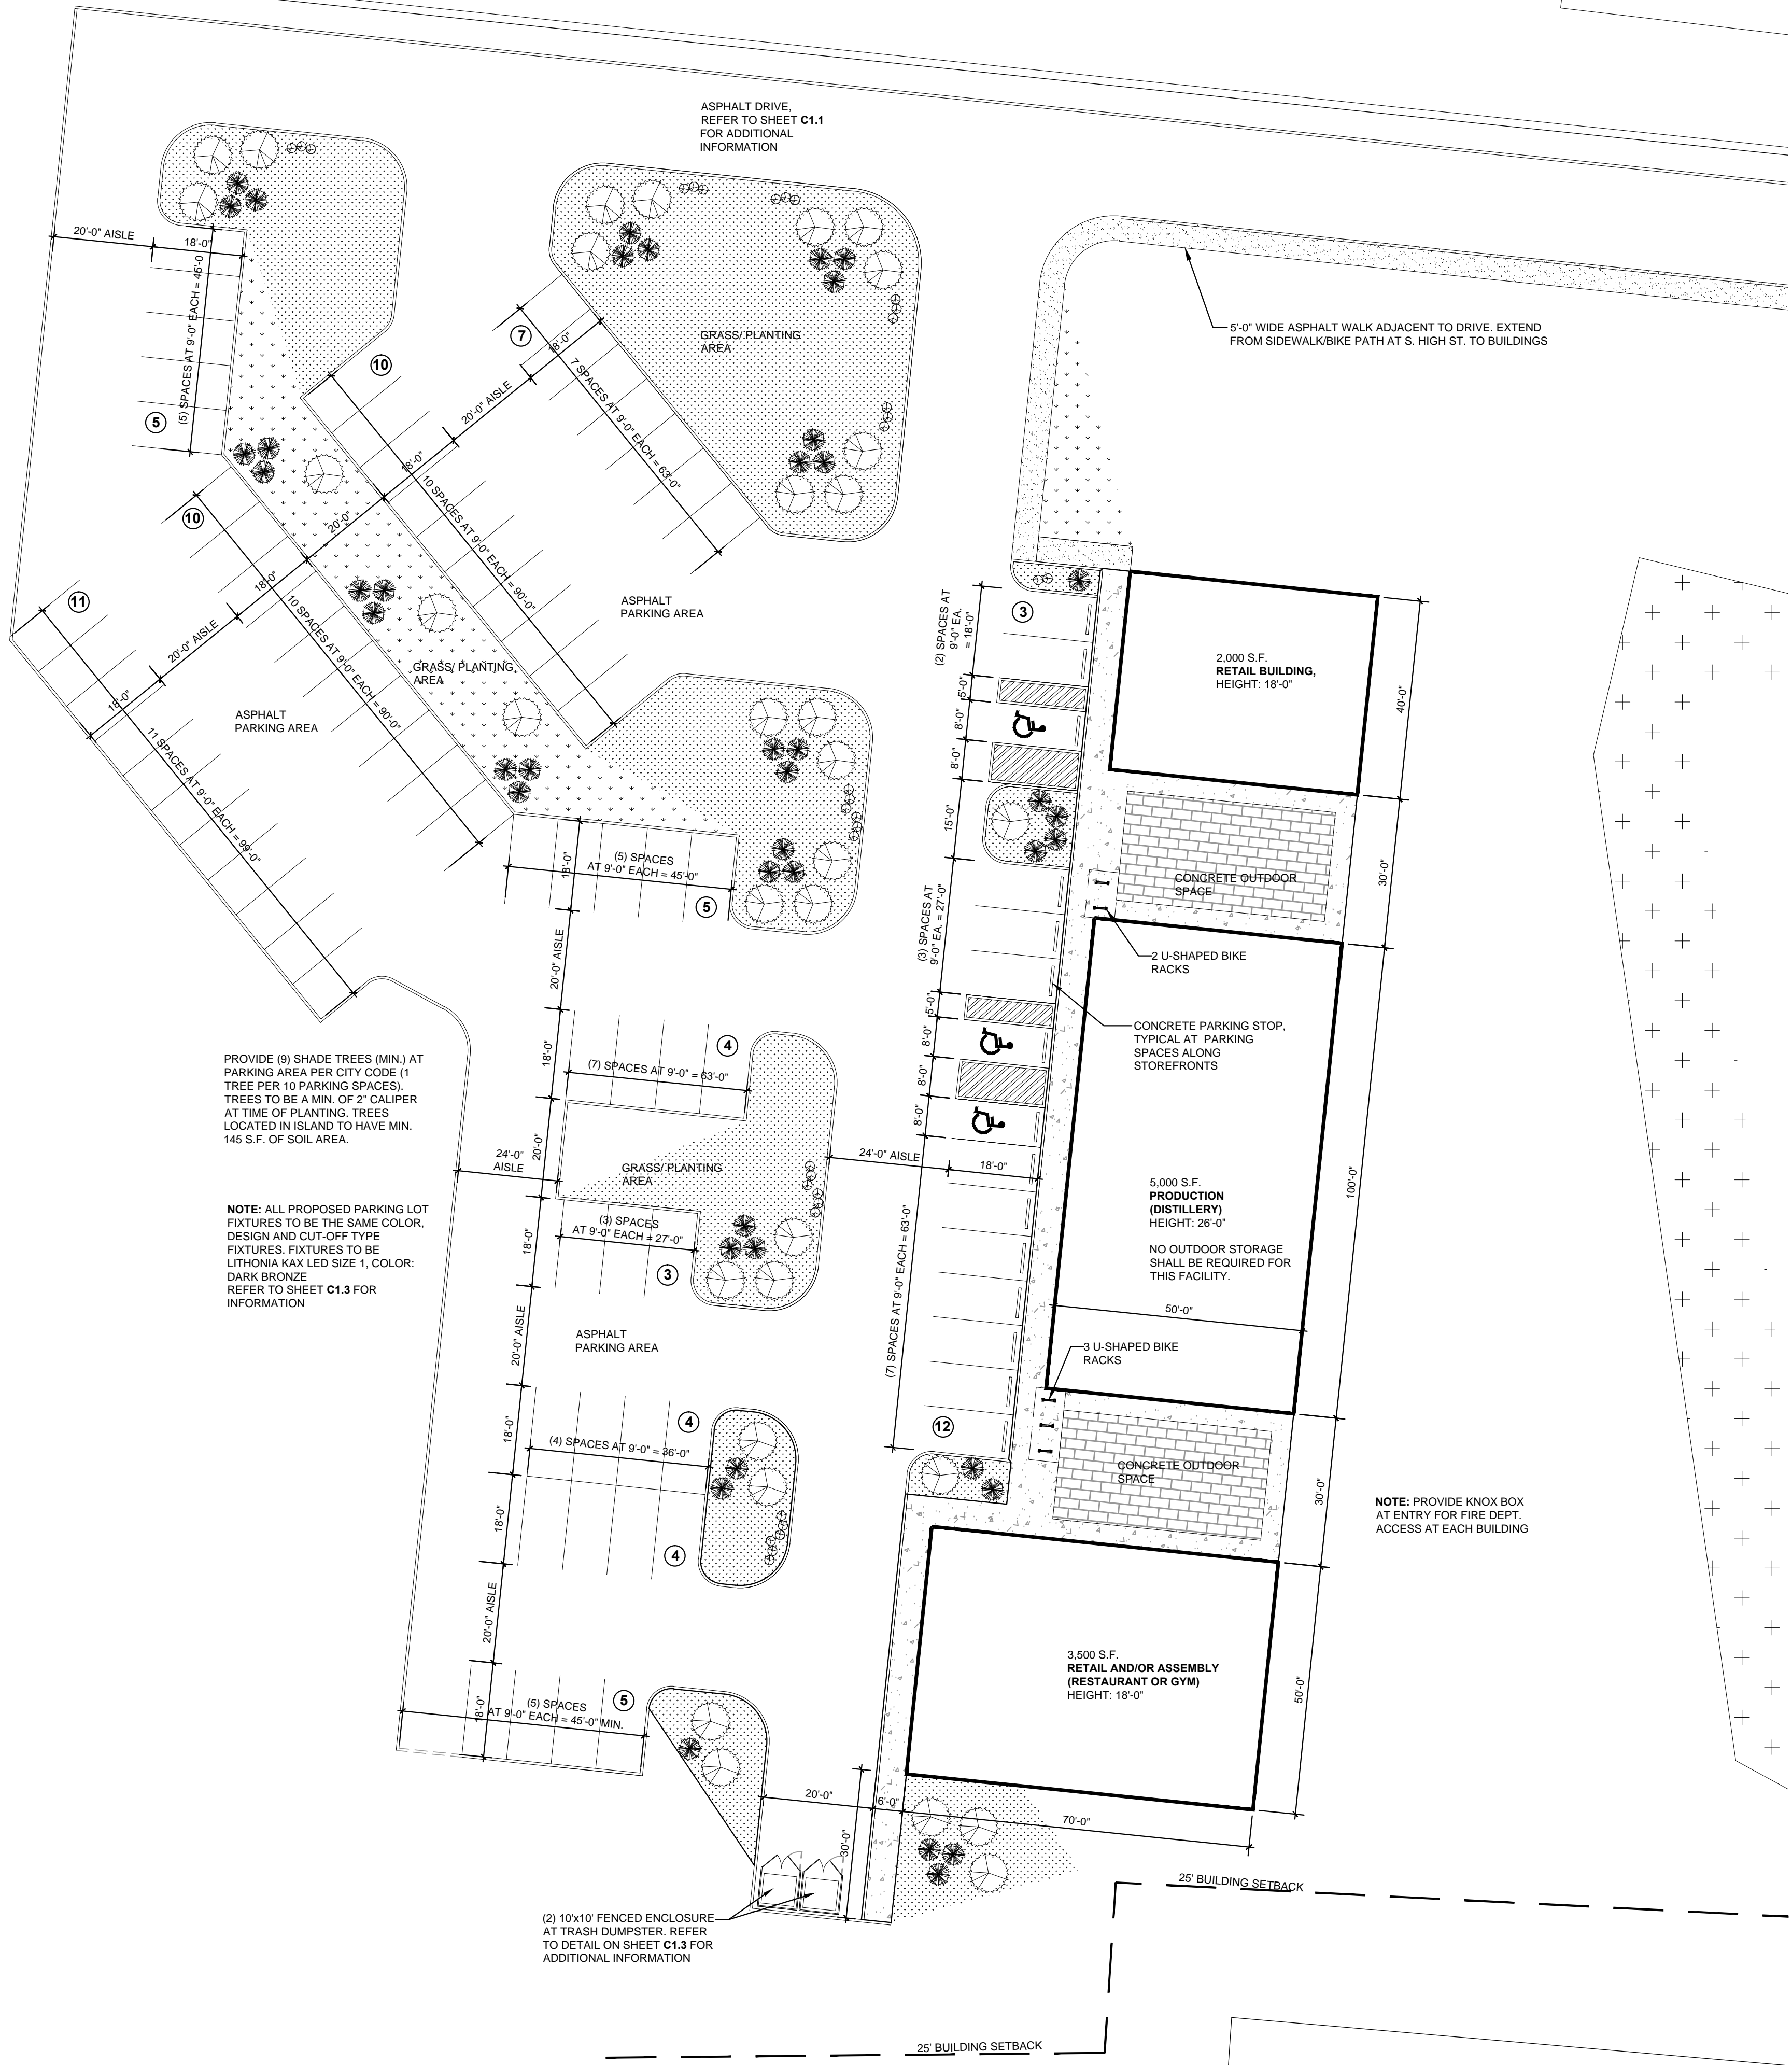 ASPHALT DRIVE,
REFER TO SHEET C1.1
FOR ADDITIONAL
INFORMATION
20'-0" AISLE
18'-0"
(5) SPACES AT 9'-0" EACH = 45'-0
5
10
7
18'-0"
7 SPACES AT 9'-0" EACH = 63'-0"
20'-0" AISLE
18'-0"
10 SPACES AT 9'-0" EACH = 90'-0"
GRASS/ PLANTING
AREA
5'-0" WIDE ASPHALT WALK ADJACENT TO DRIVE. EXTEND
FROM SIDEWALK/BIKE PATH AT S. HIGH ST. TO BUILDINGS
10
20'-0"
18'-0"
10 SPACES AT 9'-0" EACH = 90'-0"
11
20'-0" AISLE
18'-0"
11 SPACES AT 9'-0" EACH = 99'-0"
ASPHALT
PARKING AREA
ASPHALT
PARKING AREA
GRASS/ PLANTING
AREA
3
(2) SPACES AT
9'-0" EA.
= 18'-0"
5'-0"
8'-0"
8'-0"
15'-0"
(3) SPACES AT
9'-0" EA. = 27'-0"
5'-0"
8'-0"
8'-0"
8'-0"
2,000 S.F.
RETAIL BUILDING,
HEIGHT: 18'-0"
40'-0"
CONCRETE OUTDOOR
SPACE
30'-0"
2 U-SHAPED BIKE
RACKS
CONCRETE PARKING STOP,
TYPICAL AT PARKING
SPACES ALONG
STOREFRONTS
18'-0"
(5) SPACES
AT 9'-0" EACH = 45'-0"
5
20'-0" AISLE
18'-0"
4
(7) SPACES AT 9'-0" = 63'-0"
PROVIDE (9) SHADE TREES (MIN.) AT
PARKING AREA PER CITY CODE (1
TREE PER 10 PARKING SPACES).
TREES TO BE A MIN. OF 2" CALIPER
AT TIME OF PLANTING. TREES
LOCATED IN ISLAND TO HAVE MIN.
145 S.F. OF SOIL AREA.
24'-0"
AISLE
20'-0"
GRASS/ PLANTING
AREA
24'-0" AISLE
18'-0"
NOTE: ALL PROPOSED PARKING LOT
FIXTURES TO BE THE SAME COLOR,
DESIGN AND CUT-OFF TYPE
FIXTURES. FIXTURES TO BE
LITHONIA KAX LED SIZE 1, COLOR:
DARK BRONZE
REFER TO SHEET C1.3 FOR
INFORMATION
18'-0"
(3) SPACES
AT 9'-0" EACH = 27'-0"
3
(7) SPACES AT 9'-0" EACH = 63'-0"
5,000 S.F.
PRODUCTION
(DISTILLERY)
HEIGHT: 26'-0"
NO OUTDOOR STORAGE
SHALL BE REQUIRED FOR
THIS FACILITY.
100'-0"
50'-0"
20'-0" AISLE
ASPHALT
PARKING AREA
3 U-SHAPED BIKE
RACKS
12
18'-0"
4
(4) SPACES AT 9'-0" = 36'-0"
CONCRETE OUTDOOR
SPACE
30'-0"
NOTE: PROVIDE KNOX BOX
AT ENTRY FOR FIRE DEPT.
ACCESS AT EACH BUILDING
18'-0"
4
20'-0" AISLE
3,500 S.F.
RETAIL AND/OR ASSEMBLY
(RESTAURANT OR GYM)
HEIGHT: 18'-0"
50'-0"
18'-0"
(5) SPACES
AT 9'-0" EACH = 45'-0" MIN.
5
20'-0"
6'-0"
70'-0"
30'-0"
25' BUILDING SETBACK
(2) 10'x10' FENCED ENCLOSURE
AT TRASH DUMPSTER. REFER
TO DETAIL ON SHEET C1.3 FOR
ADDITIONAL INFORMATION
25' BUILDING SETBACK